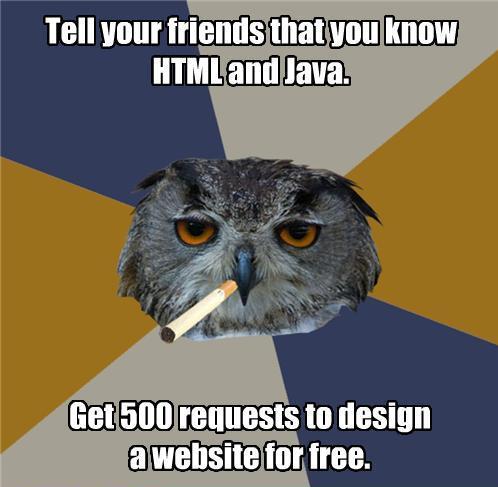 Tell your friends that you know
HTML and Java.
Get 500 requests to design
a website for free.